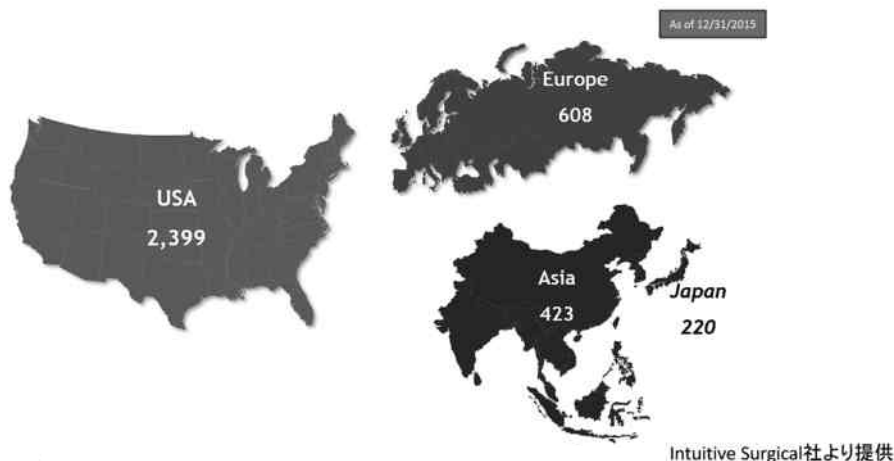 As of 12/31/2015
Europe
608
USA
2,399
Asia
423
Japan
220
Intuitive Surgical社より提供